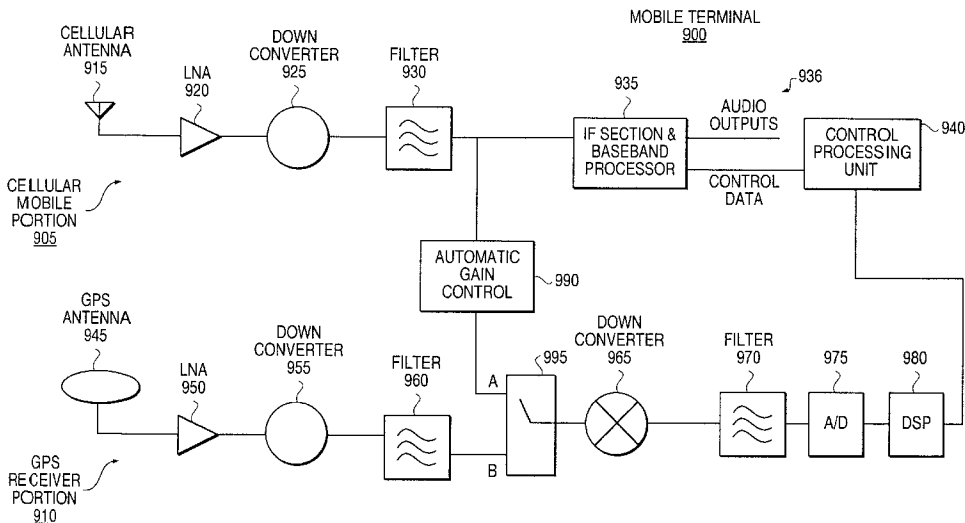 MOBILE TERMINAL
900
CELLULAR
ANTENNA
915
LNA
920
DOWN
CONVERTER
925
FILTER
930
935
936
AUDIO
OUTPUTS
940
IF SECTION &
BASEBAND
PROCESSOR
CONTROL
PROCESSING
UNIT
CONTROL
DATA
CELLULAR
MOBILE
PORTION
905
AUTOMATIC
GAIN
CONTROL
990
GPS
ANTENNA
945
LNA
950
DOWN
CONVERTER
955
FILTER
960
A
B
995
DOWN
CONVERTER
965
FILTER
970
975
A/D
980
DSP
GPS
RECEIVER
PORTION
910